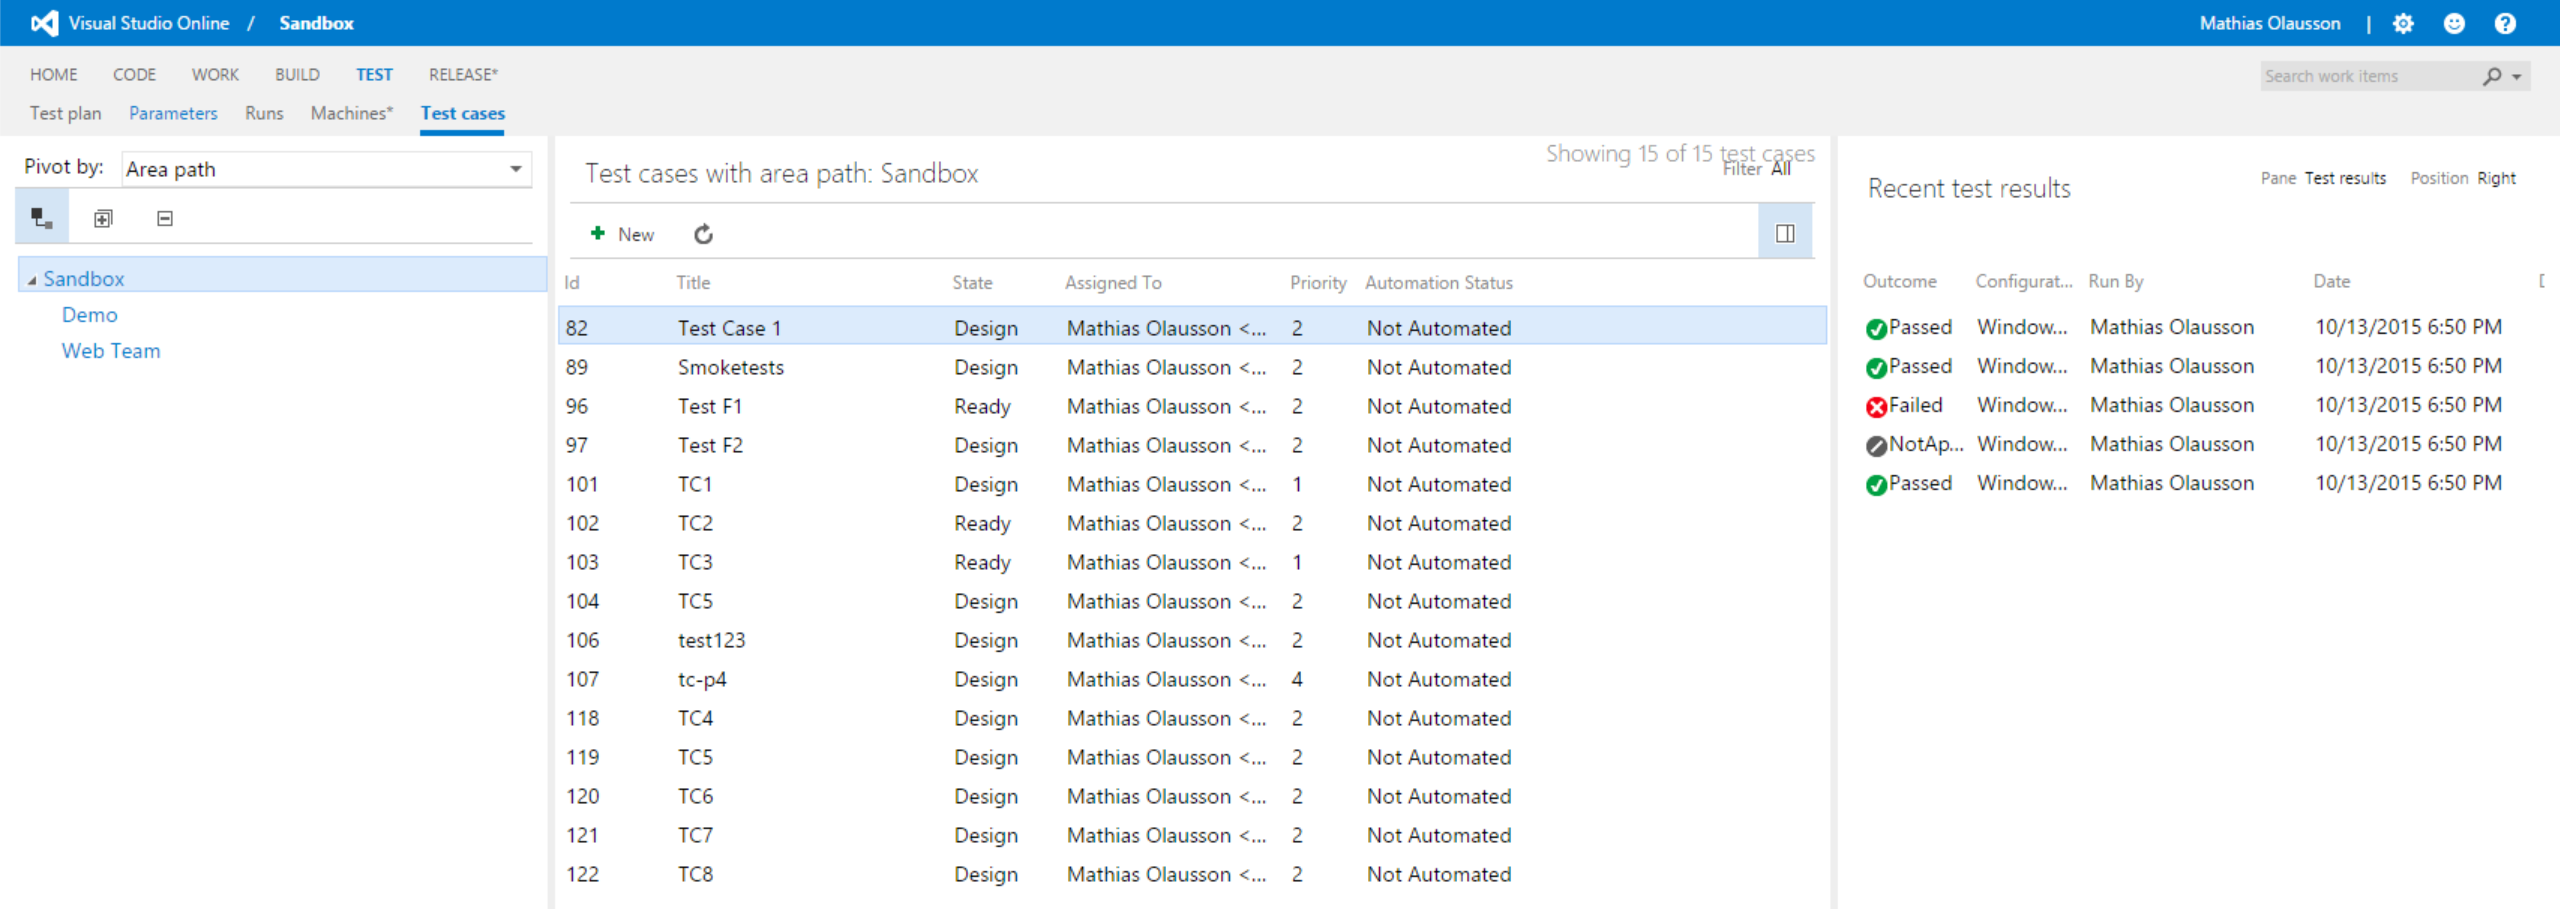 Visual Studio Online / Sandbox
Mathias Olausson |
HOME CODE WORK BUILD TEST RELEASE*
Search work items
Test plan Parameters Runs Machines* Test cases
Pivot by: Area path
Sandbox
Demo
Web Team
Showing 15 of 15 test cases
Test cases with area path: Sandbox
Filter All
New
Id Title State Assigned To Priority Automation Status
82 Test Case 1 Design Mathias Olausson <... 2 Not Automated
89 Smoketests Design Mathias Olausson <... 2 Not Automated
96 Test F1 Ready Mathias Olausson <... 2 Not Automated
97 Test F2 Design Mathias Olausson <... 2 Not Automated
101 TC1 Design Mathias Olausson <... 1 Not Automated
102 TC2 Ready Mathias Olausson <... 2 Not Automated
103 TC3 Ready Mathias Olausson <... 1 Not Automated
104 TC5 Design Mathias Olausson <... 2 Not Automated
106 test123 Design Mathias Olausson <... 2 Not Automated
107 tc-p4 Design Mathias Olausson <... 4 Not Automated
118 TC4 Design Mathias Olausson <... 2 Not Automated
119 TC5 Design Mathias Olausson <... 2 Not Automated
120 TC6 Design Mathias Olausson <... 2 Not Automated
121 TC7 Design Mathias Olausson <... 2 Not Automated
122 TC8 Design Mathias Olausson <... 2 Not Automated
Recent test results
Pane Test results Position Right
Outcome Configurat... Run By Date
Passed Window... Mathias Olausson 10/13/2015 6:50 PM
Passed Window... Mathias Olausson 10/13/2015 6:50 PM
Failed Window... Mathias Olausson 10/13/2015 6:50 PM
NotAp... Window... Mathias Olausson 10/13/2015 6:50 PM
Passed Window... Mathias Olausson 10/13/2015 6:50 PM